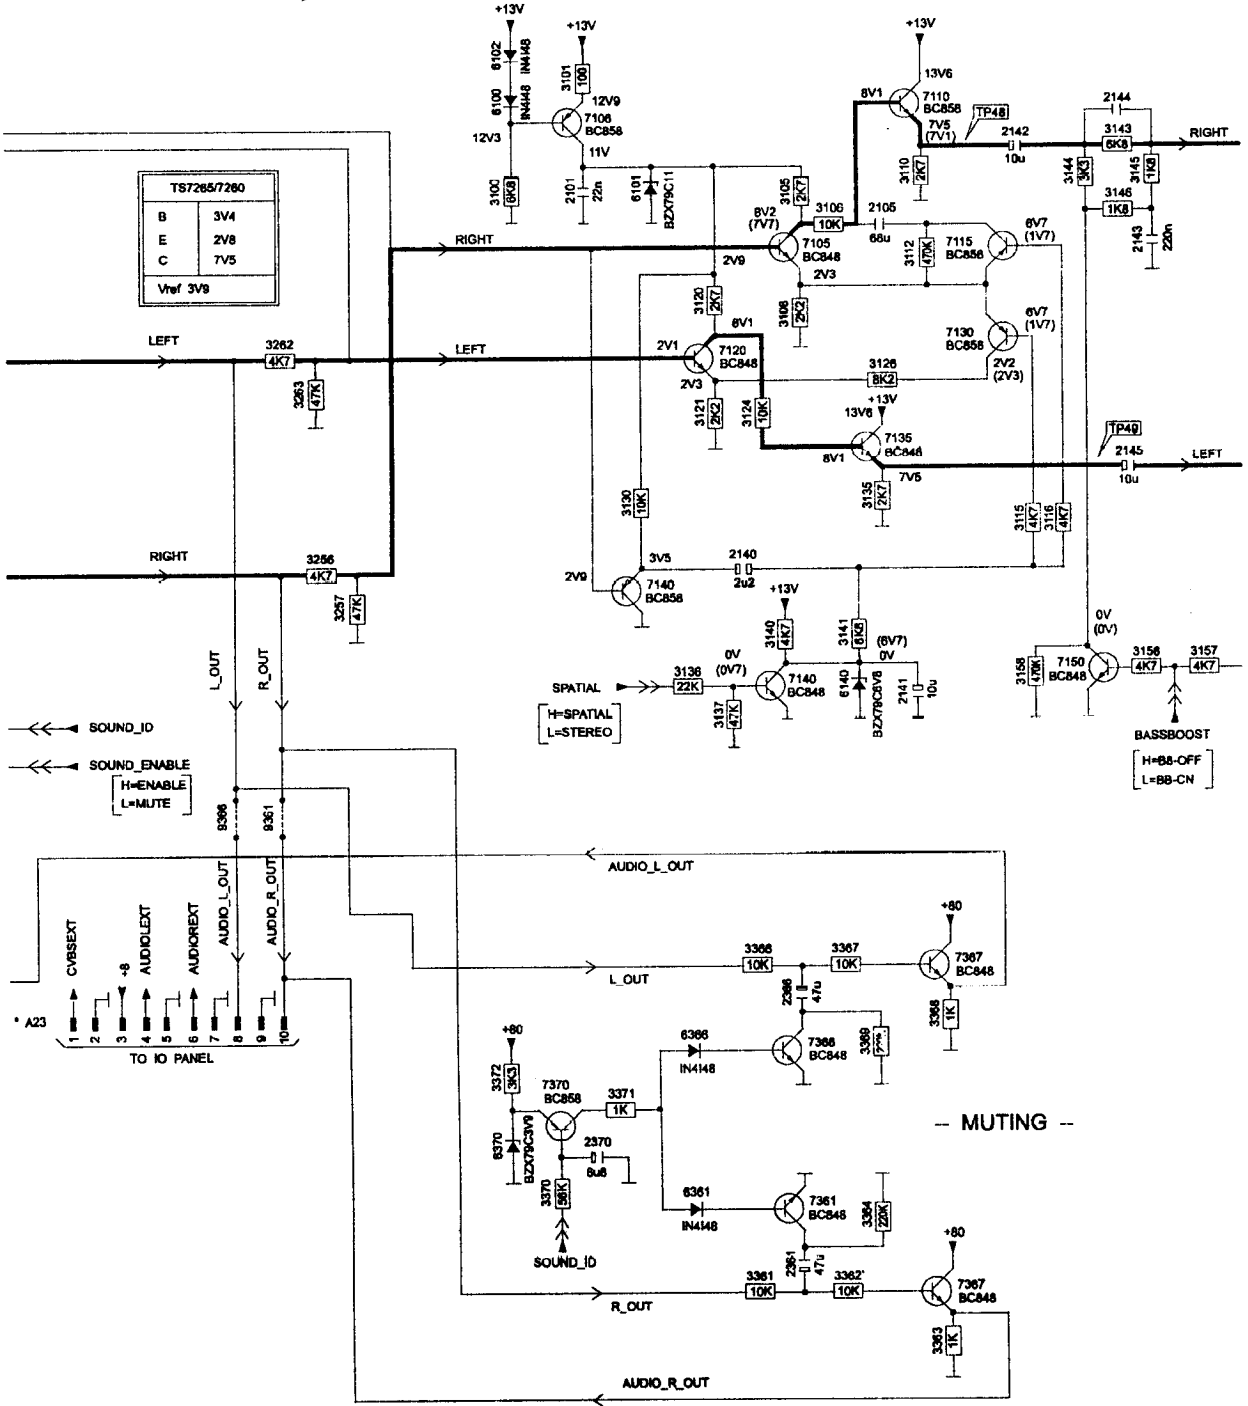 +13V
+13V
+13V
6102
IN4148
3101
100
6100
IN4148
12V9
7106
BC858
12V3
11V
3100
6K8
2101
22n
6101
BZX79C11
3105
2K7
13V6
8V1
7110
BC858
7V5
(7V1)
TP48
2142
10u
3110
2K7
2144
3143
6K8
RIGHT
3144
3K3
3145
1K8
3146
1K8
2143
220n
TS7265/7260
B 3V4
E 2V8
C 7V5
Vref 3V9
RIGHT
8V2
(7V7)
3106
10K
2105
68u
7105
BC848
2V9
2V3
3112
470K
7115
BC858
6V7
(1V7)
3120
2K7
3108
2K2
8V1
7130
BC858
6V7
(1V7)
LEFT
3262
4K7
LEFT
2V1
7120
BC848
2V3
3126
8K2
2V2
(2V3)
3263
47K
3121
2K2
3124
10K
+13V
13V6
7135
BC848
8V1
7V5
TP49
2145
10u
LEFT
3130
10K
3135
2K7
3115
4K7
3116
4K7
RIGHT
3256
4K7
3V5
2140
2u2
2V9
7140
BC858
3257
47K
+13V
3140
4K7
3141
6K8
(6V7)
0V
0V
(0V)
0V
(0V7)
3136
22K
SPATIAL
7140
BC848
6140
BZX79C6V8
2141
10u
3158
470K
7150
BC848
3156
4K7
3157
4K7
L_OUT
R_OUT
H=SPATIAL
L=STEREO
3137
47K
SOUND_ID
BASSBOOST
SOUND_ENABLE
H=ENABLE
L=MUTE
H=BB-OFF
L=BB-CN
9366
9361
AUDIO_L_OUT
CVBSEXT
+8
AUDIOLEXT
AUDIOREXT
AUDIO_L_OUT
AUDIO_R_OUT
+80
3366
10K
3367
10K
7367
BC848
L_OUT
2366
47u
3368
1K
* A23
1 2 3 4 5 6 7 8 9 10
TO IO PANEL
+80
6366
IN4148
7366
BC848
3369
3372
3K3
7370
BC858
3371
1K
-- MUTING --
6370
BZX79C3V9
2370
6u8
3370
56K
6361
IN4148
7361
BC848
3364
220K
SOUND_ID
2361
47u
+80
3361
10K
3362
10K
7367
BC848
R_OUT
3363
1K
AUDIO_R_OUT